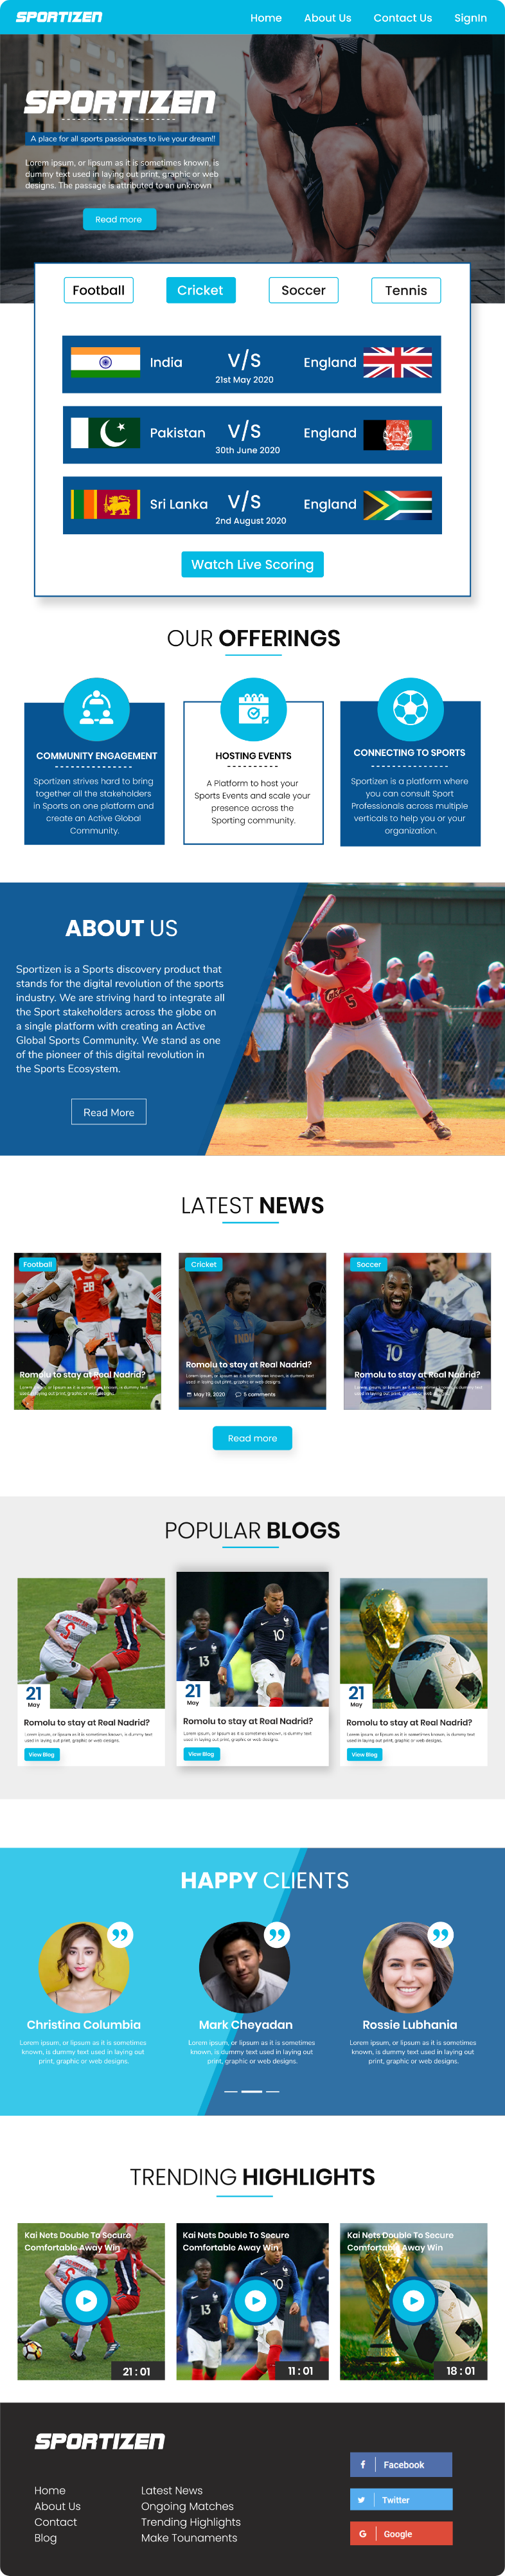 SPORTIZEN
Home About Us Contact Us SignIn
SPORTIZEN
A place for all sports passionates to live your dream!!
Lorem ipsum, or lipsum as it is sometimes known, is
dummy text used in laying out print, graphic or web
designs. The passage is attributed to an unknown
Read more
Football Cricket Soccer Tennis
India V/S England
21st May 2020
Pakistan V/S England
30th June 2020
Sri Lanka V/S England
2nd August 2020
Watch Live Scoring
OUR OFFERINGS
COMMUNITY ENGAGEMENT
Sportizen strives hard to bring
together all the stakeholders
in Sports on one platform and
create an Active Global
Community.
HOSTING EVENTS
A Platform to host your
Sports Events and scale your
presence across the
Sporting community.
CONNECTING TO SPORTS
Sportizen is a platform where
you can consult Sport
Professionals across multiple
verticals to help you or your
organization.
ABOUT US
Sportizen is a Sports discovery product that
stands for the digital revolution of the sports
industry. We are striving hard to integrate all
the Sport stakeholders across the globe on
a single platform with creating an Active
Global Sports Community. We stand as one
of the pioneer of this digital revolution in
the Sports Ecosystem.
Read More
5
LATEST NEWS
Football
28
Romolu to stay at Real Nadrid?
Lorem ipsum, or lipsum as it is sometimes known, is dummy text
used in laying out print, graphic or web designs.
Cricket
INDIA
Romolu to stay at Real Nadrid?
Lorem ipsum, or lipsum as it is sometimes known, is dummy text
used in laying out print, graphic or web designs.
May 19, 2020 5 comments
Soccer
10
Romolu to stay at Real Nadrid?
Lorem ipsum, or lipsum as it is sometimes known, is dummy text
used in laying out print, graphic or web designs.
Read more
POPULAR BLOGS
21
May
Romolu to stay at Real Nadrid?
Lorem ipsum, or lipsum as it is sometimes known, is dummy text
used in laying out print, graphic or web designs.
View Blog
13
10
21
May
Romolu to stay at Real Nadrid?
Lorem ipsum, or lipsum as it is sometimes known, is dummy text
used in laying out print, graphic or web designs.
View Blog
21
May
Romolu to stay at Real Nadrid?
Lorem ipsum, or lipsum as it is sometimes known, is dummy text
used in laying out print, graphic or web designs.
View Blog
HAPPY CLIENTS
Christina Columbia
Lorem ipsum, or lipsum as it is sometimes
known, is dummy text used in laying out
print, graphic or web designs.
Mark Cheyadan
Lorem ipsum, or lipsum as it is sometimes
known, is dummy text used in laying out
print, graphic or web designs.
Rossie Lubhania
Lorem ipsum, or lipsum as it is sometimes
known, is dummy text used in laying out
print, graphic or web designs.
TRENDING HIGHLIGHTS
Kai Nets Double To Secure
Comfortable Away Win
21 : 01
Kai Nets Double To Secure
Comfortable Away Win
13
10
11 : 01
Kai Nets Double To Secure
Comfortable Away Win
18 : 01
SPORTIZEN
Home
About Us
Contact
Blog
Latest News
Ongoing Matches
Trending Highlights
Make Tounaments
Facebook
Twitter
Google